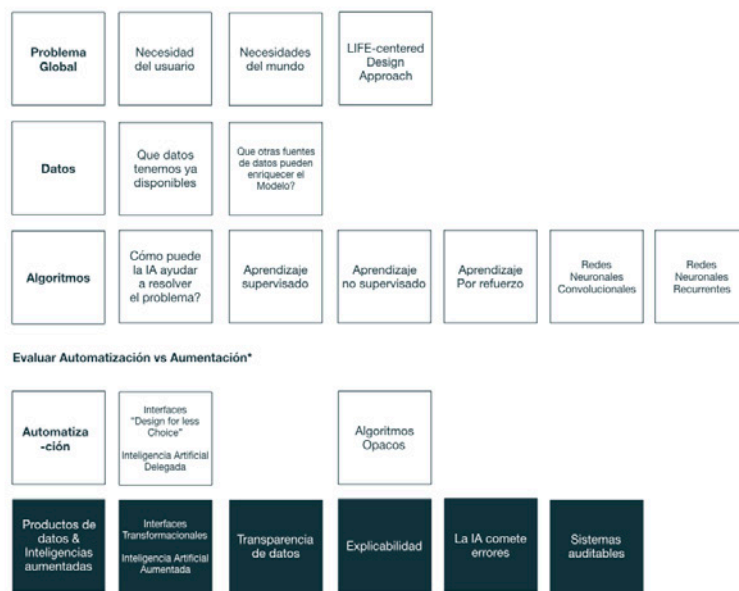 Problema
Global
Necesidad
del usuario
Necesidades
del mundo
LIFE-centered
Design
Approach
Datos
Que datos
tenemos ya
disponibles
Que otras fuentes
de datos pueden
enriquecer el
Modelo?
Algoritmos
Cómo puede
la IA ayudar
a resolver
el problema?
Aprendizaje
supervisado
Aprendizaje
no supervisado
Aprendizaje
Por refuerzo
Redes
Neuronales
Convolucionales
Redes
Neuronales
Recurrentes
Evaluar Automatización vs Aumentación*
Automatiza
-ción
Interfaces
"Design for less
Choice"
Inteligencia Artificial
Delegada
Algoritmos
Opacos
Productos de
datos &
Inteligencias
aumentadas
Interfaces
Transformacionales
Inteligencia Artificial
Aumentada
Transparencia
de datos
Explicabilidad
La IA comete
errores
Sistemas
auditables